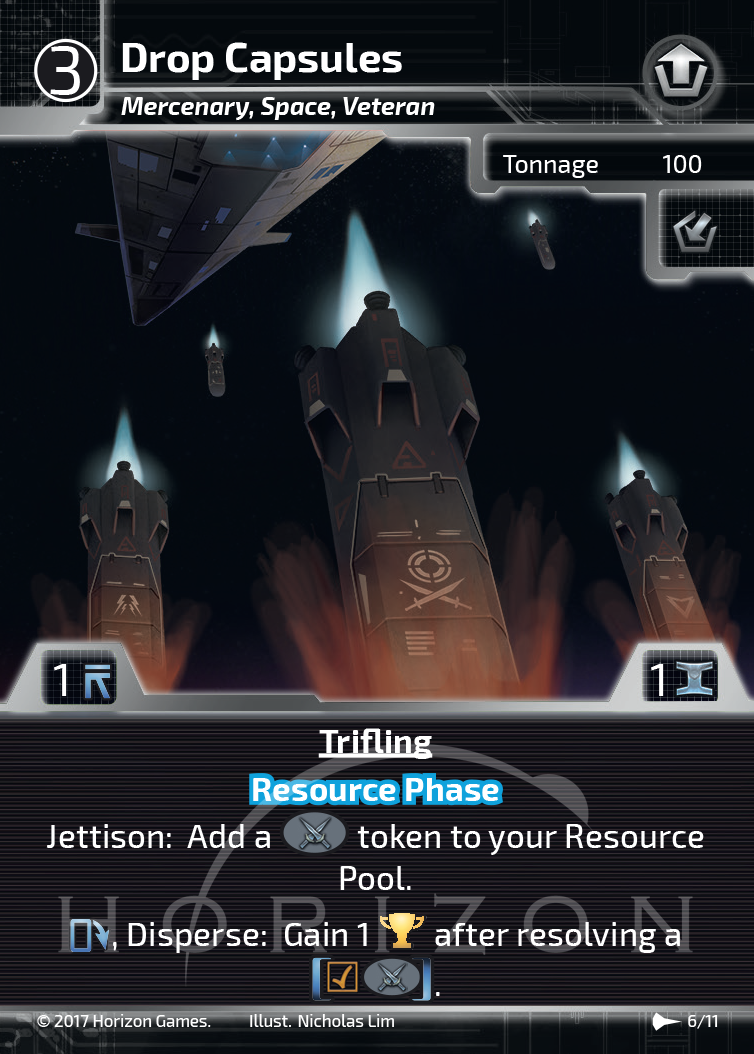 3
Drop Capsules
Mercenary, Space, Veteran
Tonnage 100
1
1
Trifling
Resource Phase
Jettison: Add a token to your Resource
Pool.
HORIZON
, Disperse: Gain 1 after resolving a
[ ].
© 2017 Horizon Games. Illust. Nicholas Lim 6/11